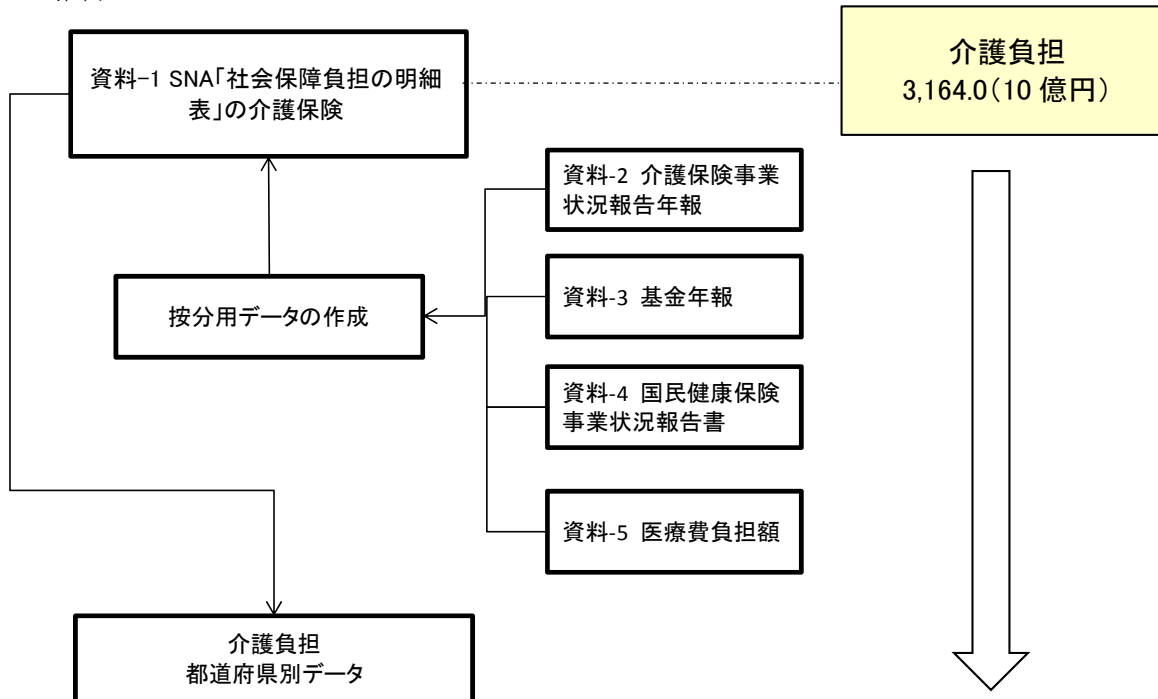 介護負担
3,164.0(10 億円)
資料-1 SNA「社会保障負担の明細
表」の介護保険
資料-2 介護保険事業
状況報告年報
資料-3 基金年報
按分用データの作成
資料-4 国民健康保険
事業状況報告書
資料-5 医療費負担額
介護負担
都道府県別データ